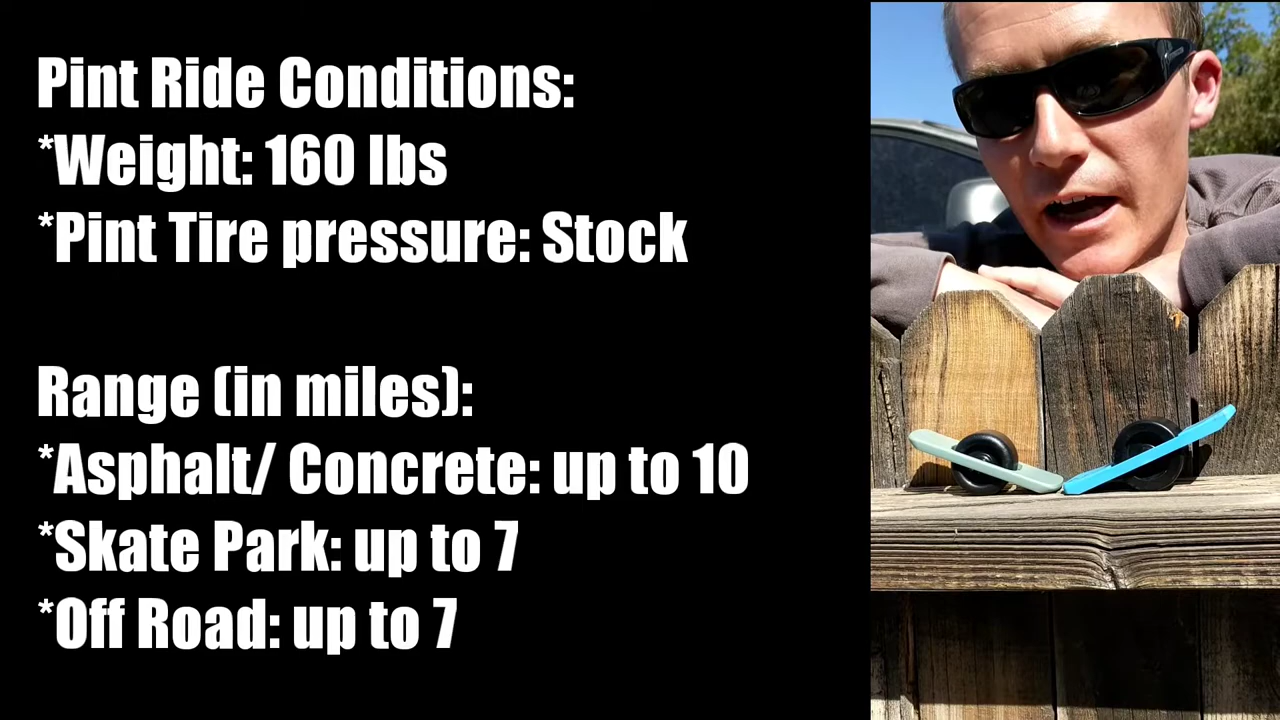 Pint Ride Conditions:
*Weight: 160 lbs
*Pint Tire pressure: Stock
Range (in miles):
*Asphalt/ Concrete: up to 10
*Skate Park: up to 7
*Off Road: up to 7